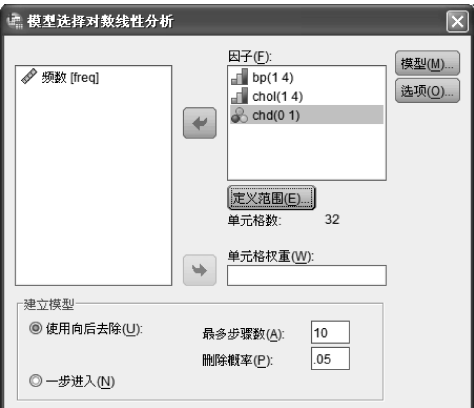 模型选择对数线性分析
频数 [freq]
因子(F):
bp(1 4)
chol(1 4)
chd(0 1)
模型(M)...
选项(O)...
定义范围(E)...
单元格数: 32
单元格权重(W):
建立模型
使用向后去除(U):
最多步骤数(A): 10
删除概率(P): .05
一步进入(N)